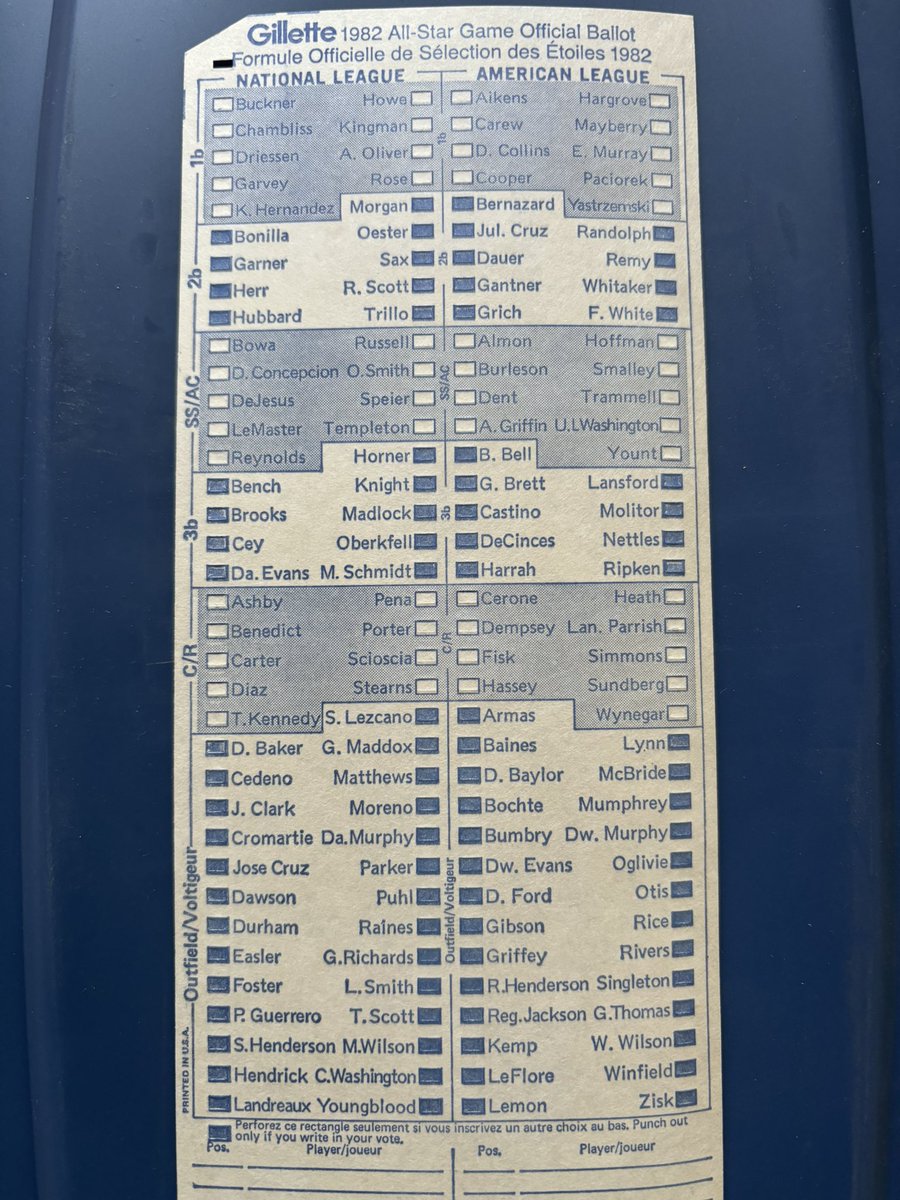 Gillette 1982 All-Star Game Official Ballot
Formule Officielle de Sélection des Étoiles 1982
NATIONAL LEAGUE AMERICAN LEAGUE
1b
Buckner Howe
Chambliss Kingman
Driessen A. Oliver
Garvey Rose
K. Hernandez
2b
Morgan
Bonilla Oester
Garner Sax
Herr R. Scott
Hubbard Trillo
SS/AC
Bowa Russell
D. Concepcion O.Smith
DeJesus Speier
LeMaster Templeton
Reynolds
3b
Horner
Bench Knight
Brooks Madlock
Cey Oberkfell
Da. Evans M. Schmidt
C/R
Ashby Pena
Benedict Porter
Carter Scioscia
Diaz Stearns
T.Kennedy
Outfield/Voltigeur
S. Lezcano
D. Baker G. Maddox
Cedeno Matthews
J. Clark Moreno
Cromartie Da.Murphy
Jose Cruz Parker
Dawson Puhl
Durham Raines
Easler G.Richards
Foster L.Smith
P. Guerrero T.Scott
S.Henderson M.Wilson
Hendrick C.Washington
Landreaux Youngblood
1b
Aikens Hargrove
Carew Mayberry
D. Collins E. Murray
Cooper Paciorek
Yastrzemski
2b
Bernazard
Jul. Cruz Randolph
Dauer Remy
Gantner Whitaker
Grich F. White
SS/AC
Almon Hoffman
Burleson Smalley
Dent Trammell
A. Griffin U.L.Washington
Yount
3b
B. Bell
G. Brett Lansford
Castino Molitor
DeCinces Nettles
Harrah Ripken
C/R
Cerone Heath
Dempsey Lan. Parrish
Fisk Simmons
Hassey Sundberg
Wynegar
Outfield/Voltigeur
Armas
Baines Lynn
D. Baylor McBride
Bochte Mumphrey
Bumbry Dw. Murphy
Dw. Evans Oglivie
D. Ford Otis
Gibson Rice
Griffey Rivers
R.Henderson Singleton
Reg.Jackson G.Thomas
Kemp W. Wilson
LeFlore Winfield
Lemon Zisk
PRINTED IN U.S.A.
Perforez ce rectangle seulement si vous inscrivez un autre choix au bas. Punch out
only if you write in your vote.
Pos. Player/joueur Pos. Player/joueur